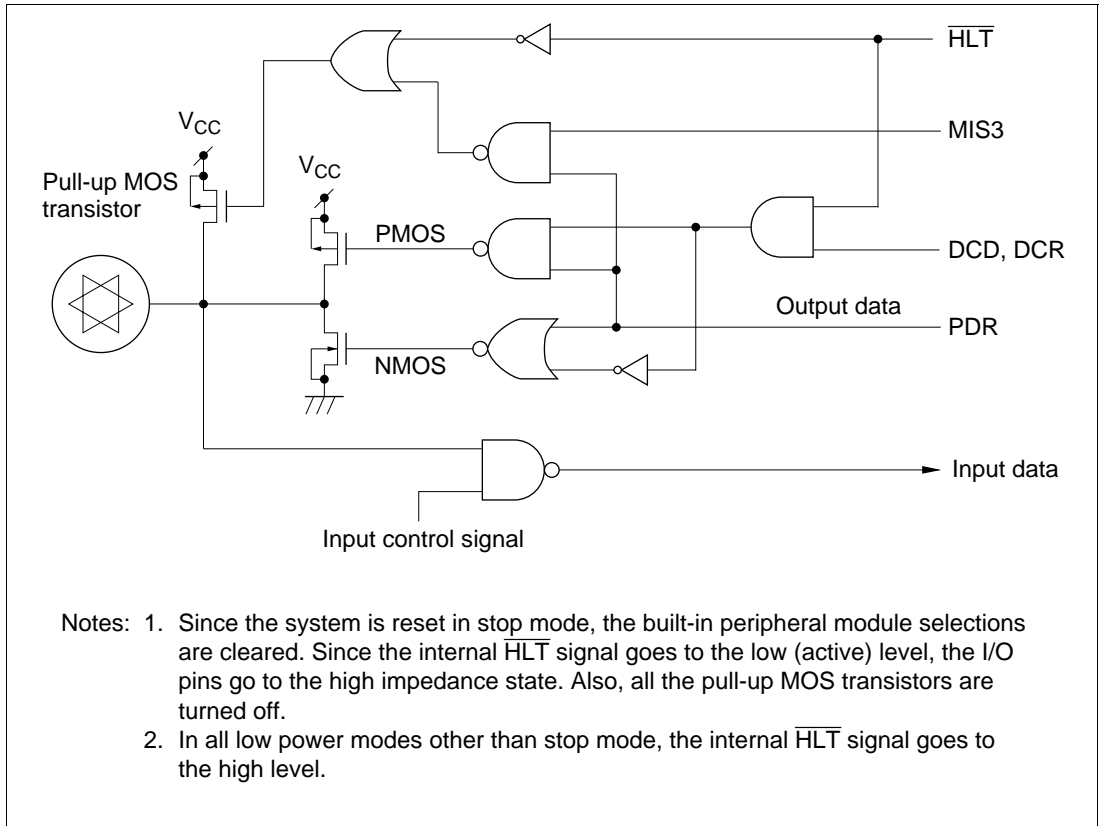 HLT
MIS3
VCC
VCC
Pull-up MOS
transistor
PMOS
DCD, DCR
Output data
PDR
NMOS
Input data
Input control signal
Notes: 1. Since the system is reset in stop mode, the built-in peripheral module selections
are cleared. Since the internal HLT signal goes to the low (active) level, the I/O
pins go to the high impedance state. Also, all the pull-up MOS transistors are
turned off.
2. In all low power modes other than stop mode, the internal HLT signal goes to
the high level.